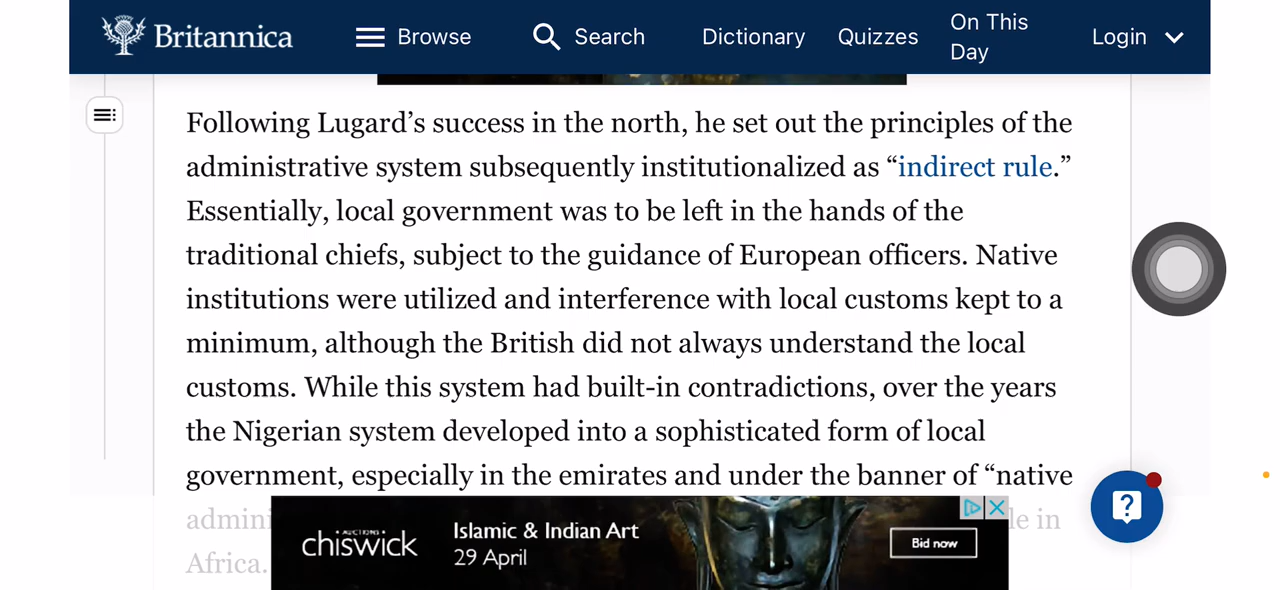 Britannica
Browse
Search
Dictionary
Quizzes
On This
Day
Login
Following Lugard’s success in the north, he set out the principles of the
administrative system subsequently institutionalized as “indirect rule.”
Essentially, local government was to be left in the hands of the
traditional chiefs, subject to the guidance of European officers. Native
institutions were utilized and interference with local customs kept to a
minimum, although the British did not always understand the local
customs. While this system had built-in contradictions, over the years
the Nigerian system developed into a sophisticated form of local
government, especially in the emirates and under the banner of “native
admini le in
Africa.
AUCTIONS
chiswick
Islamic & Indian Art
29 April
Bid now